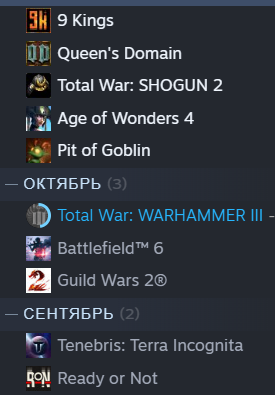 9 Kings
Queen's Domain
Total War: SHOGUN 2
Age of Wonders 4
Pit of Goblin
— ОКТЯБРЬ (3)
Total War: WARHAMMER III -
Battlefield™ 6
Guild Wars 2®
— СЕНТЯБРЬ (2)
Tenebris: Terra Incognita
Ready or Not